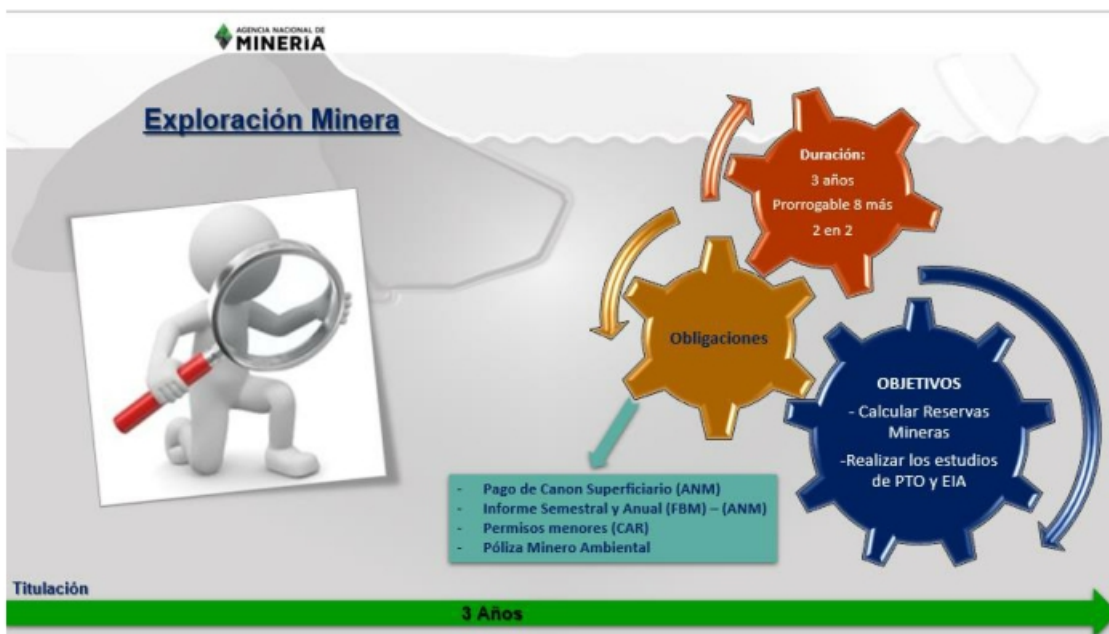 AGENCIA NACIONAL DE
MINERÍA
Exploración Minera
Duración:
3 años
Prorrogable 8 más
2 en 2
Obligaciones
OBJETIVOS
- Calcular Reservas
Mineras
-Realizar los estudios
de PTO y EIA
- Pago de Canon Superficiario (ANM)
- Informe Semestral y Anual (FBM) – (ANM)
- Permisos menores (CAR)
- Póliza Minero Ambiental
Titulación
3 Años